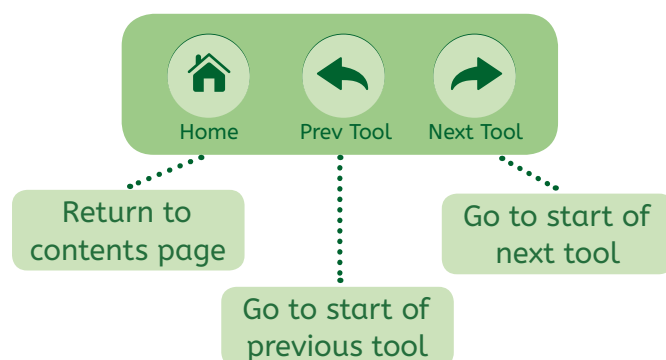 Home
Prev Tool
Next Tool
Return to
contents page
Go to start of
next tool
Go to start of
previous tool